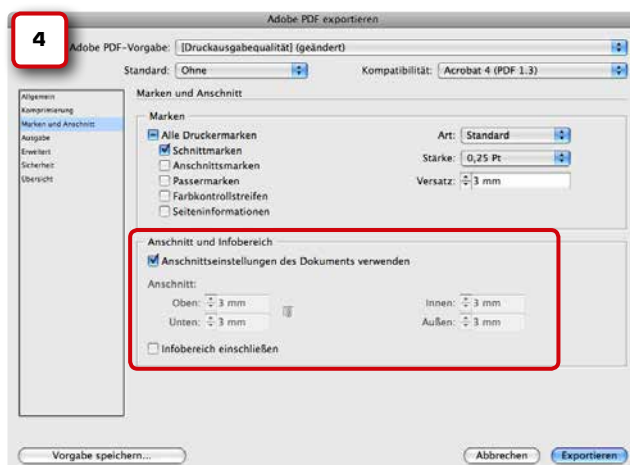 Adobe PDF exportieren
4
Adobe PDF-Vorgabe: [Druckausgabequalität] (geändert)
Standard: Ohne Kompatibilität: Acrobat 4 (PDF 1.3)
Allgemein
Komprimierung
Marken und Anschnitt
Ausgabe
Erweitert
Sicherheit
Übersicht
Marken und Anschnitt
Marken
Alle Druckermarken Art: Standard
Schnittmarken Stärke: 0,25 Pt
Anschnittsmarken
Passermarken Versatz: 3 mm
Farbkontrollstreifen
Seiteninformationen
Anschnitt und Infobereich
Anschnittseinstellungen des Dokuments verwenden
Anschnitt:
Oben: 3 mm Innen: 3 mm
Unten: 3 mm Außen: 3 mm
Infobereich einschließen
Vorgabe speichern... Abbrechen Exportieren